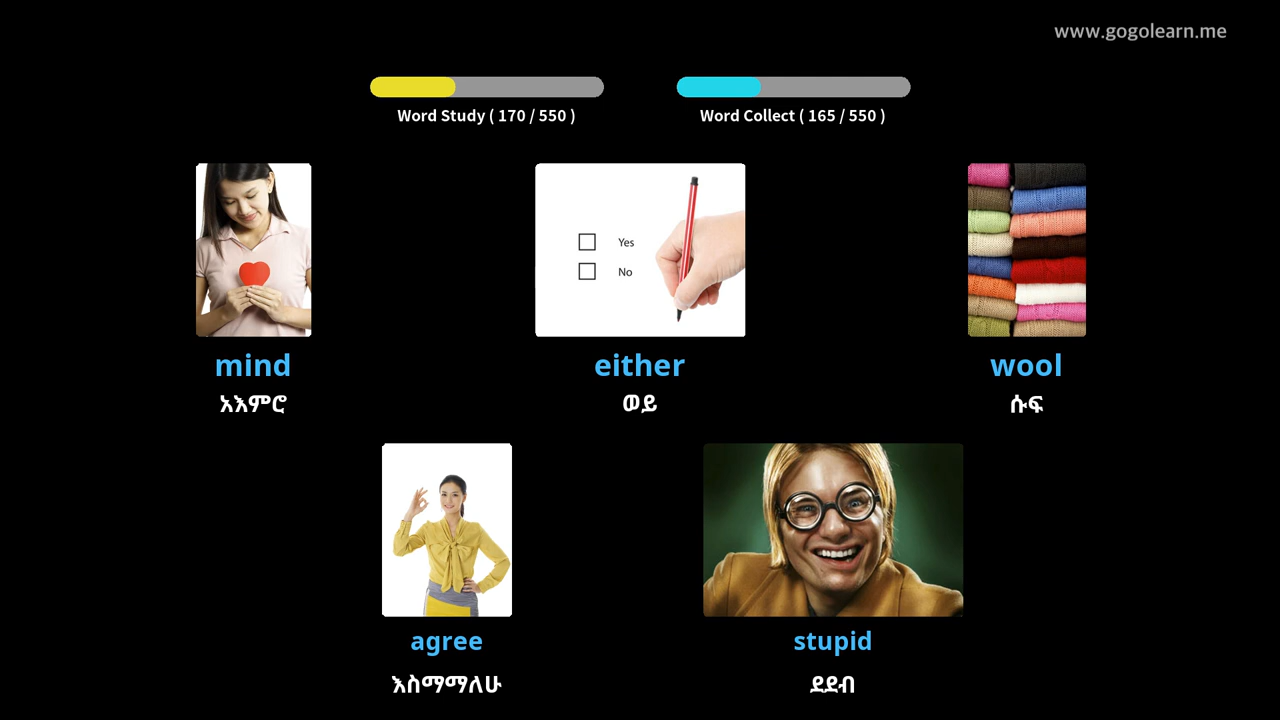 www.gogolearn.me
Word Study ( 170 / 550 )
Word Collect ( 165 / 550 )
Yes
No
mind
either
wool
አእምሮ
ወይ
ሱፍ
agree
stupid
እስማማለሁ
ደደብ